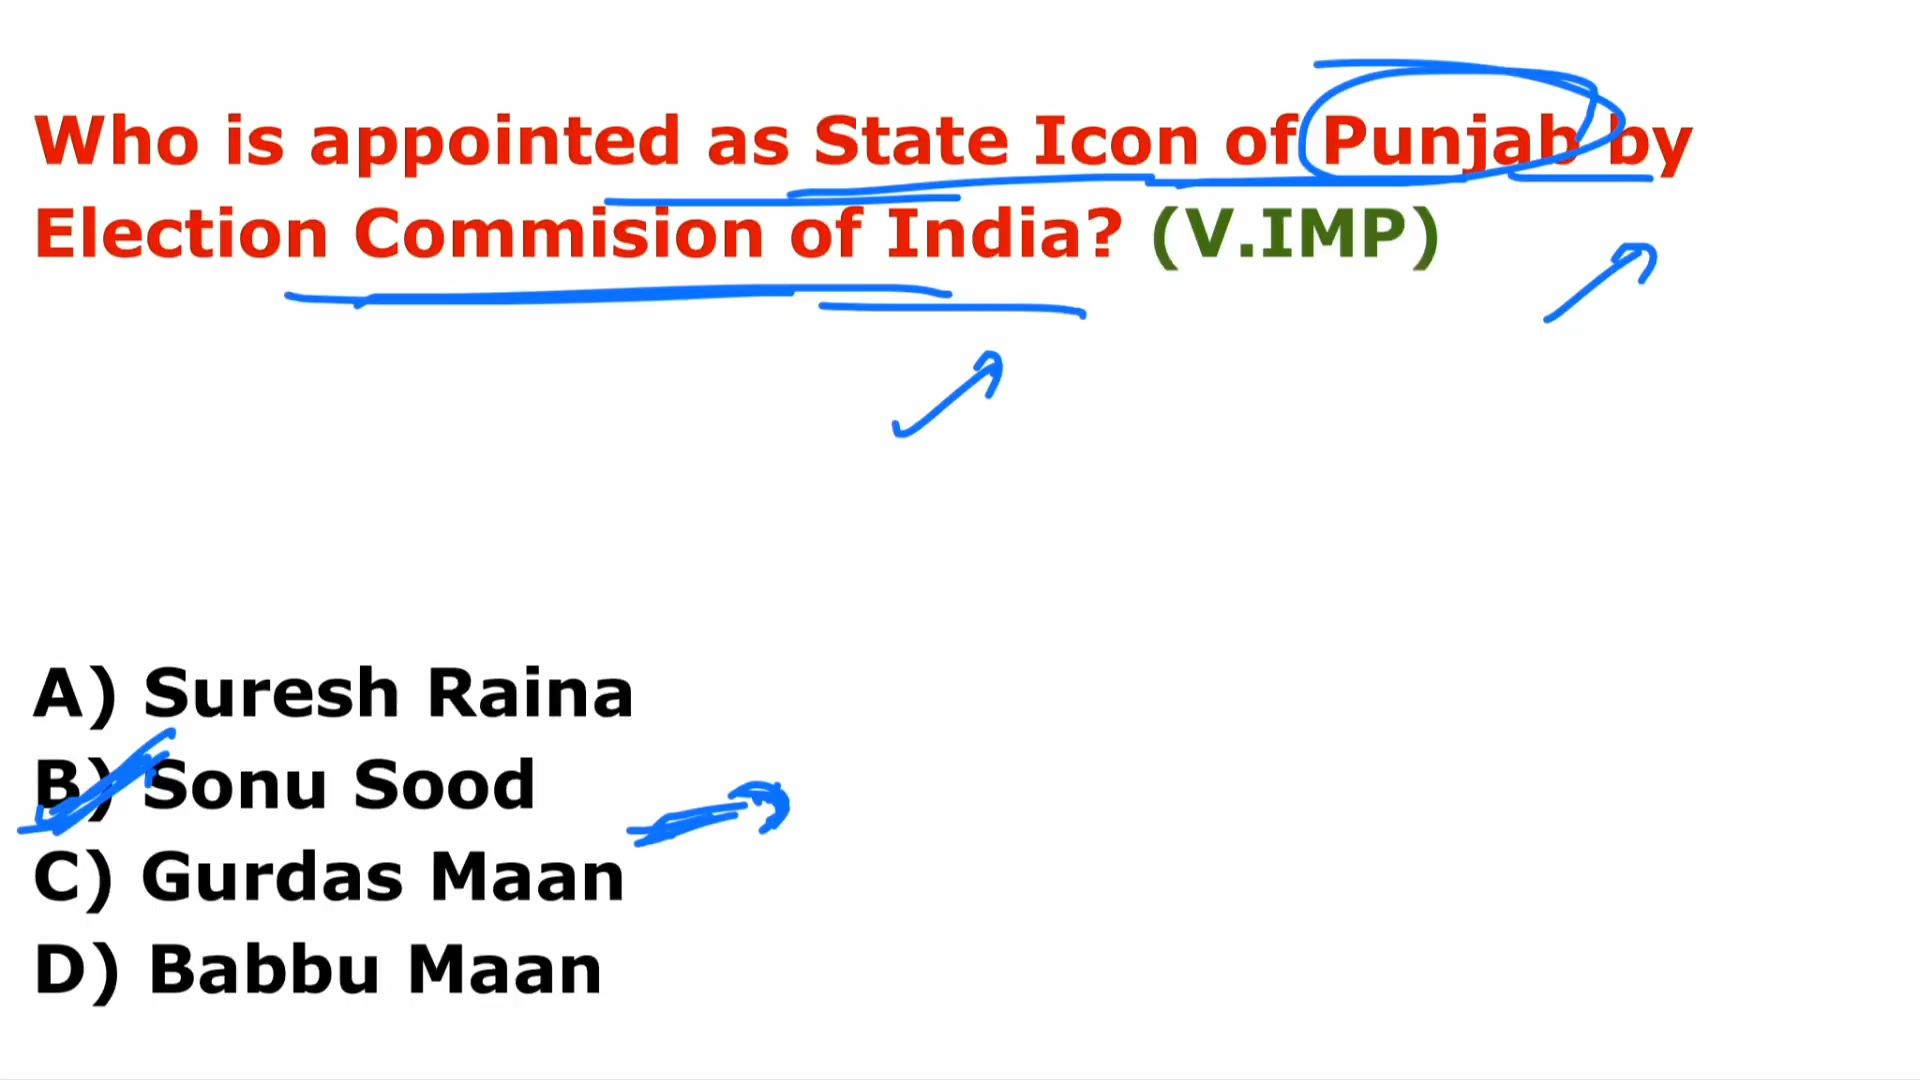 Who is appointed as State Icon of Punjab by
Election Commision of India? (V.IMP)
A) Suresh Raina
B) Sonu Sood
C) Gurdas Maan
D) Babbu Maan